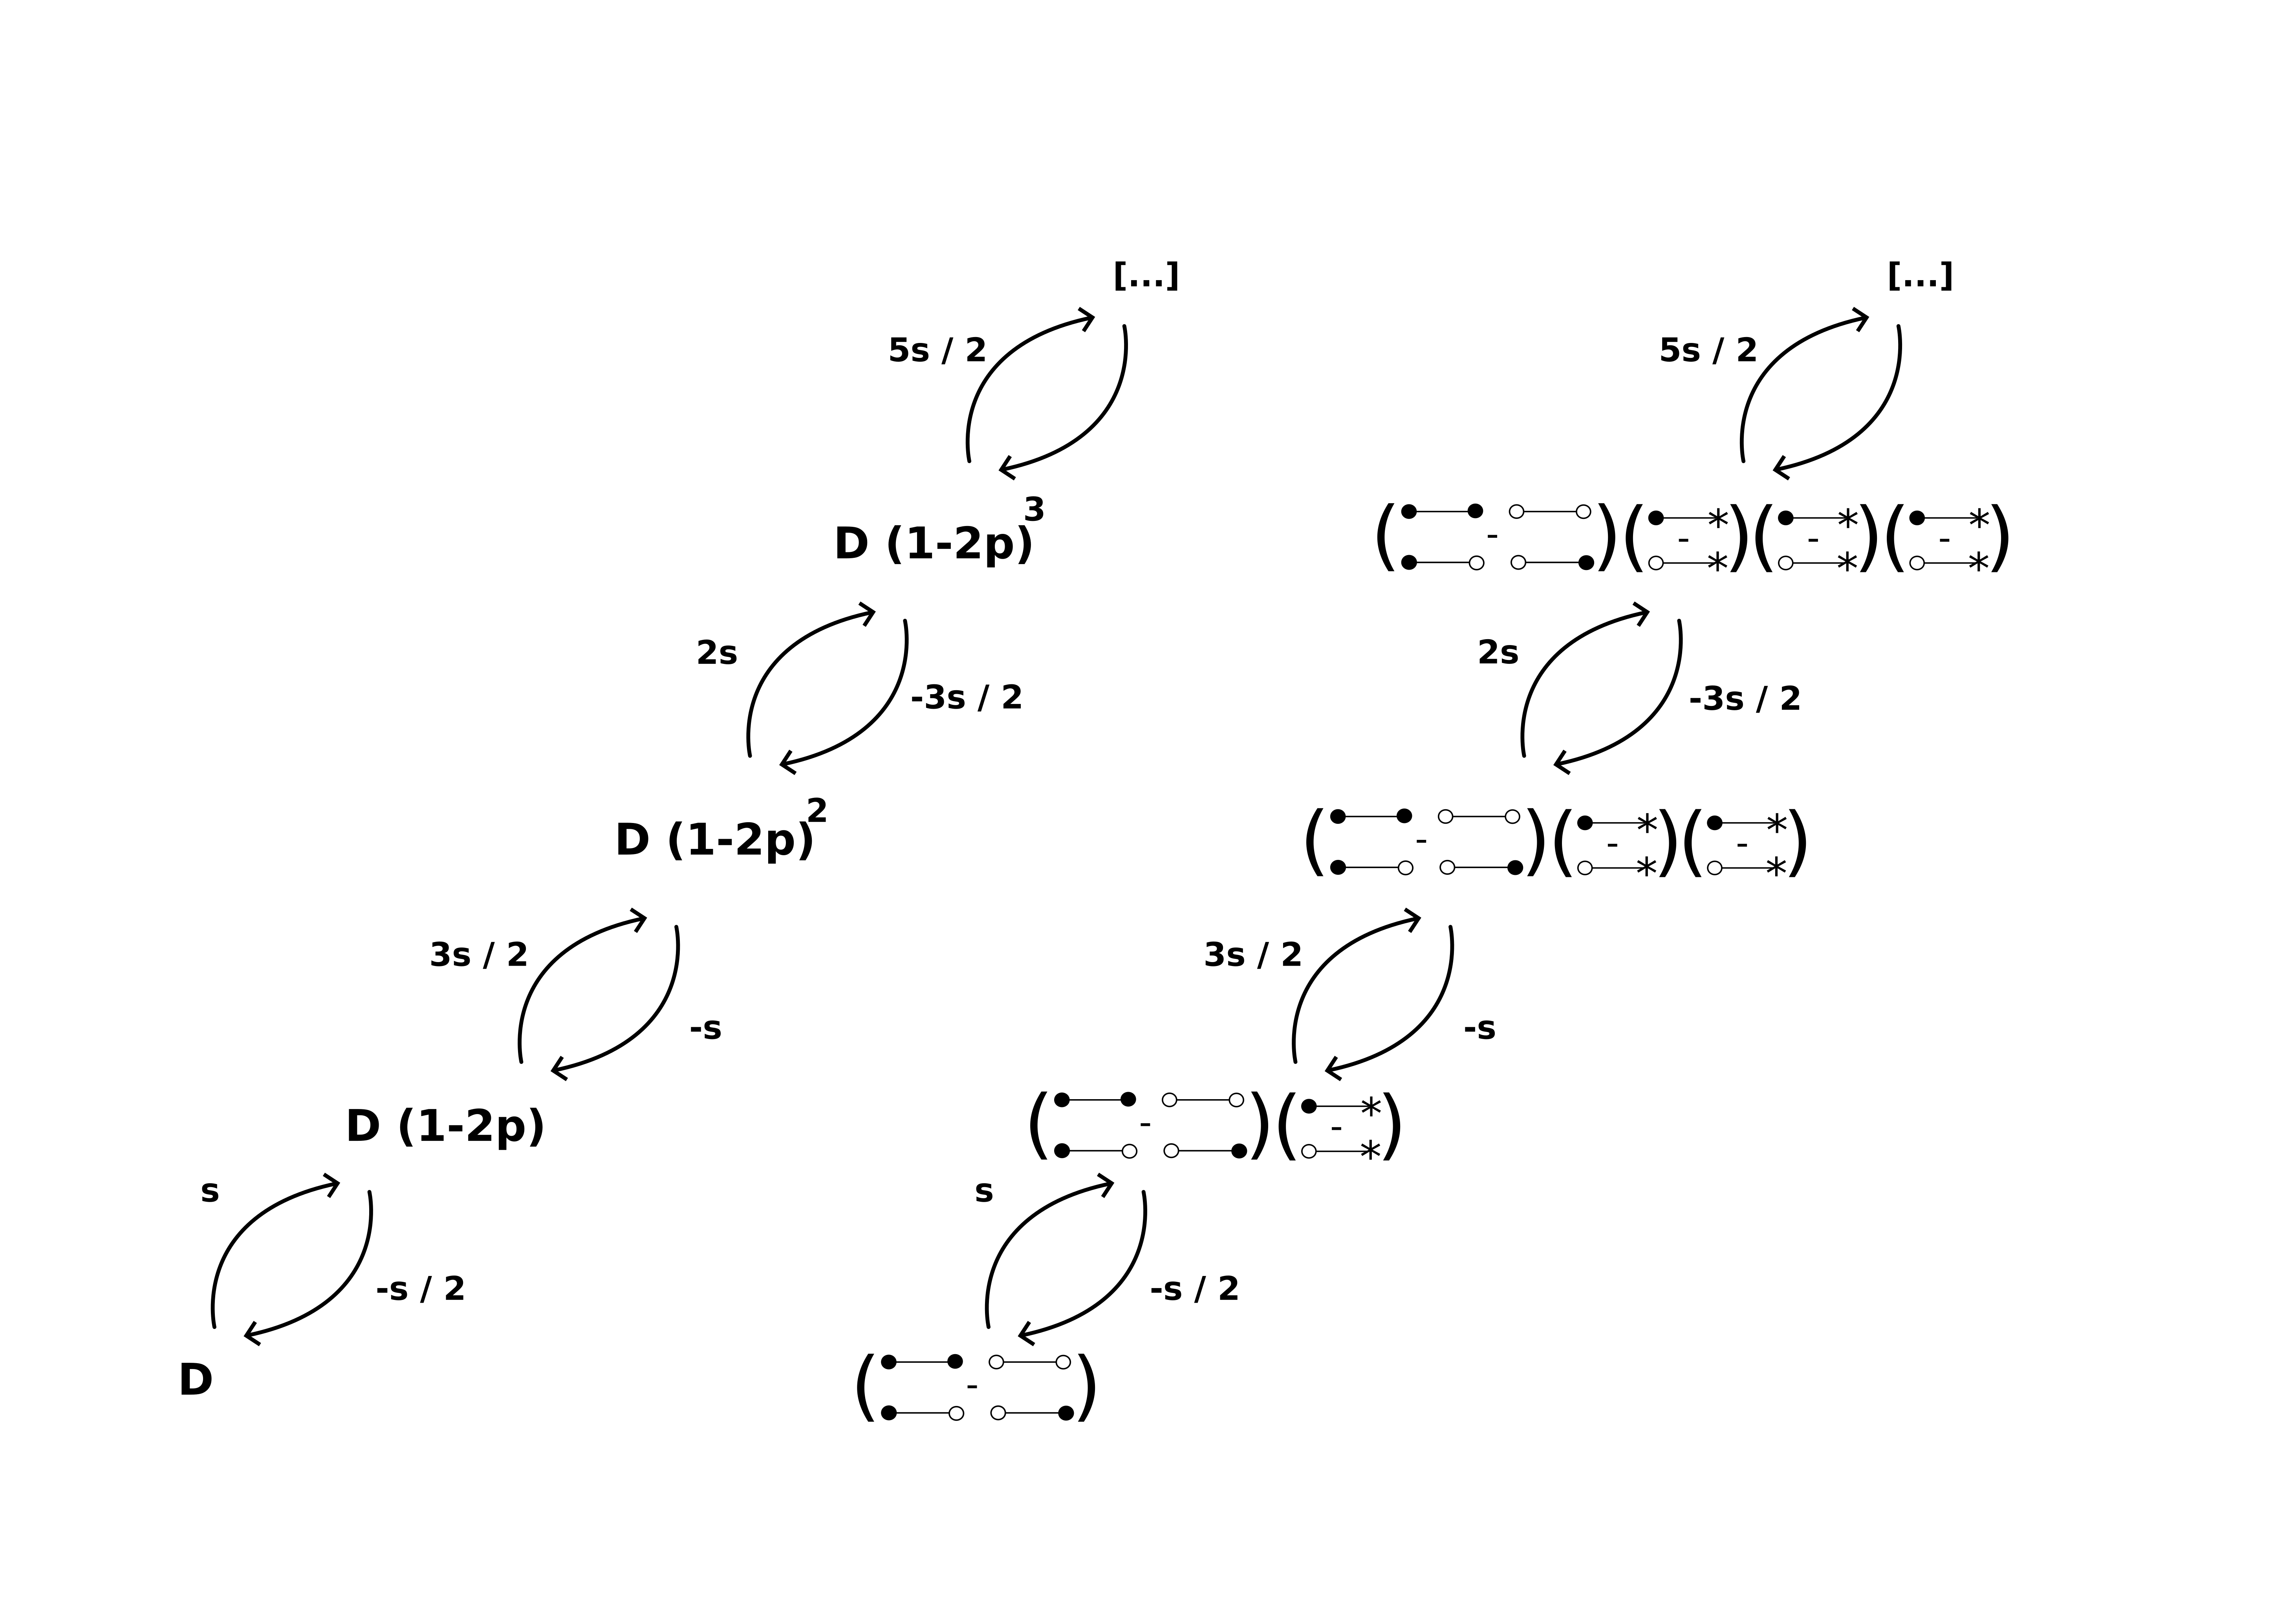 [...] [...]
5s / 2 5s / 2
3
D (1-2p) ( - ) ( * - * ) ( * - * ) ( * - * )
2s 2s
-3s / 2 -3s / 2
2
D (1-2p) ( - ) ( * - * ) ( * - * )
3s / 2 3s / 2
-s -s
D (1-2p) ( - ) ( * - * )
s s
-s / 2 -s / 2
D ( - )